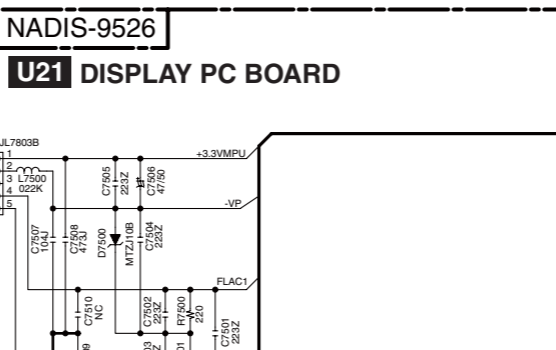 NADIS-9526
U21 DISPLAY PC BOARD
JL7803B
1
+3.3VMPU
2
3
L7500
022K
4
5
C7505
223Z
C7506
47/50
-VP
C7507
104J
C7508
473J
D7500
MTZJ10B
C7504
223Z
FLAC1
C7510
NC
C7502
223Z
R7500
220
C7501
223Z